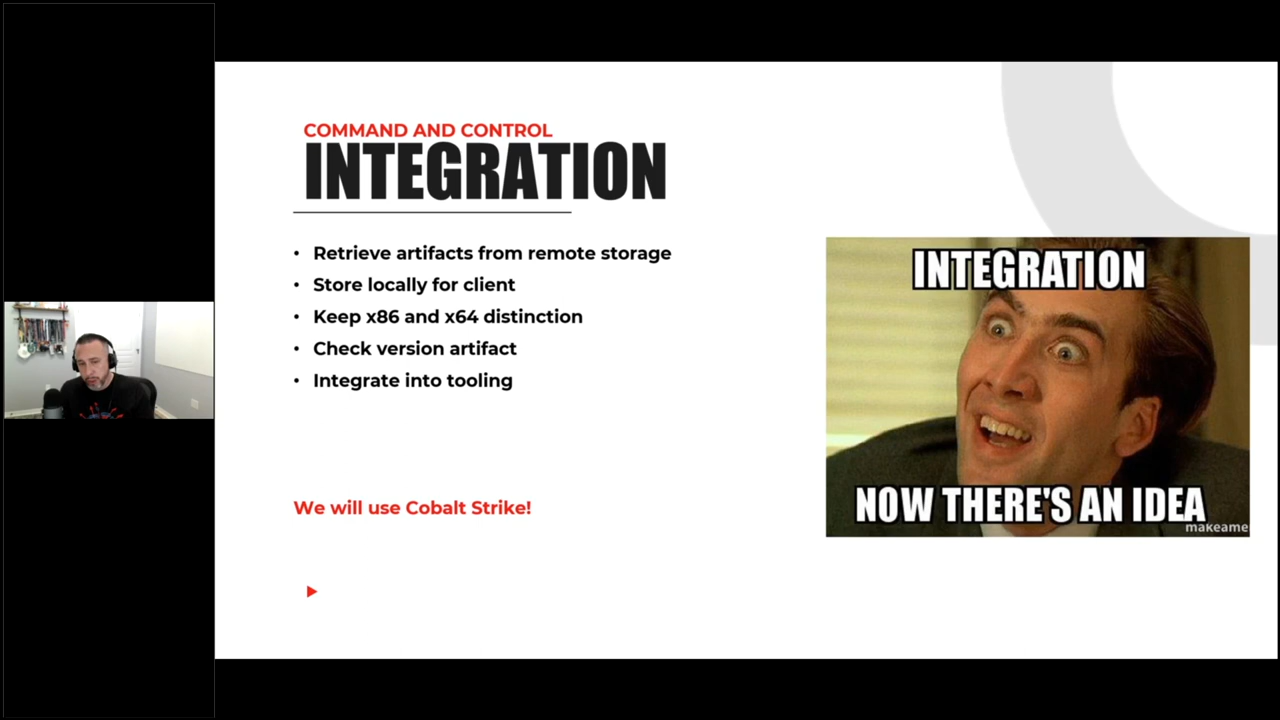 COMMAND AND CONTROL
INTEGRATION
• Retrieve artifacts from remote storage
• Store locally for client
• Keep x86 and x64 distinction
• Check version artifact
• Integrate into tooling
We will use Cobalt Strike!
INTEGRATION
NOW THERE'S AN IDEA
makeame